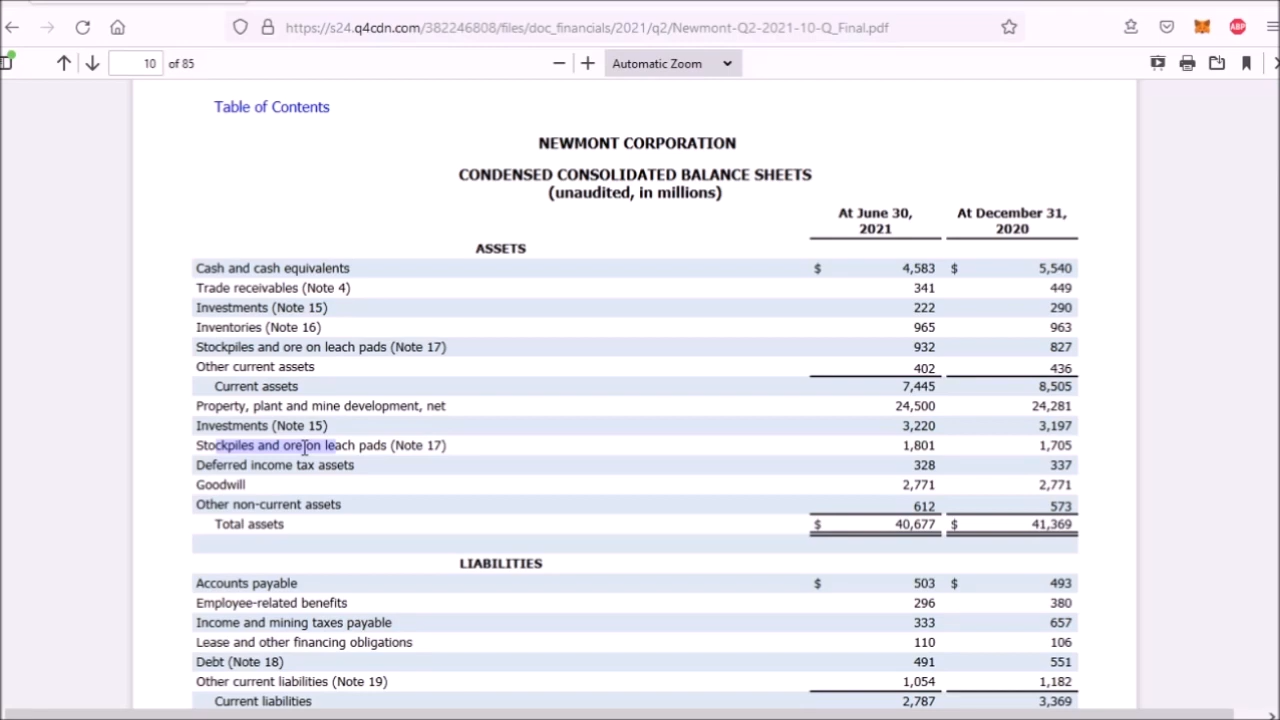 https://s24.q4cdn.com/382246808/files/doc_financials/2021/q2/Newmont-Q2-2021-10-Q_Final.pdf
ABP
10 of 85
Automatic Zoom
Table of Contents
NEWMONT CORPORATION
CONDENSED CONSOLIDATED BALANCE SHEETS
(unaudited, in millions)
At June 30, 2021 At December 31, 2020
ASSETS
Cash and cash equivalents $ 4,583 $ 5,540
Trade receivables (Note 4) 341 449
Investments (Note 15) 222 290
Inventories (Note 16) 965 963
Stockpiles and ore on leach pads (Note 17) 932 827
Other current assets 402 436
Current assets 7,445 8,505
Property, plant and mine development, net 24,500 24,281
Investments (Note 15) 3,220 3,197
Stockpiles and ore on leach pads (Note 17) 1,801 1,705
Deferred income tax assets 328 337
Goodwill 2,771 2,771
Other non-current assets 612 573
Total assets $ 40,677 $ 41,369
LIABILITIES
Accounts payable $ 503 $ 493
Employee-related benefits 296 380
Income and mining taxes payable 333 657
Lease and other financing obligations 110 106
Debt (Note 18) 491 551
Other current liabilities (Note 19) 1,054 1,182
Current liabilities 2,787 3,369